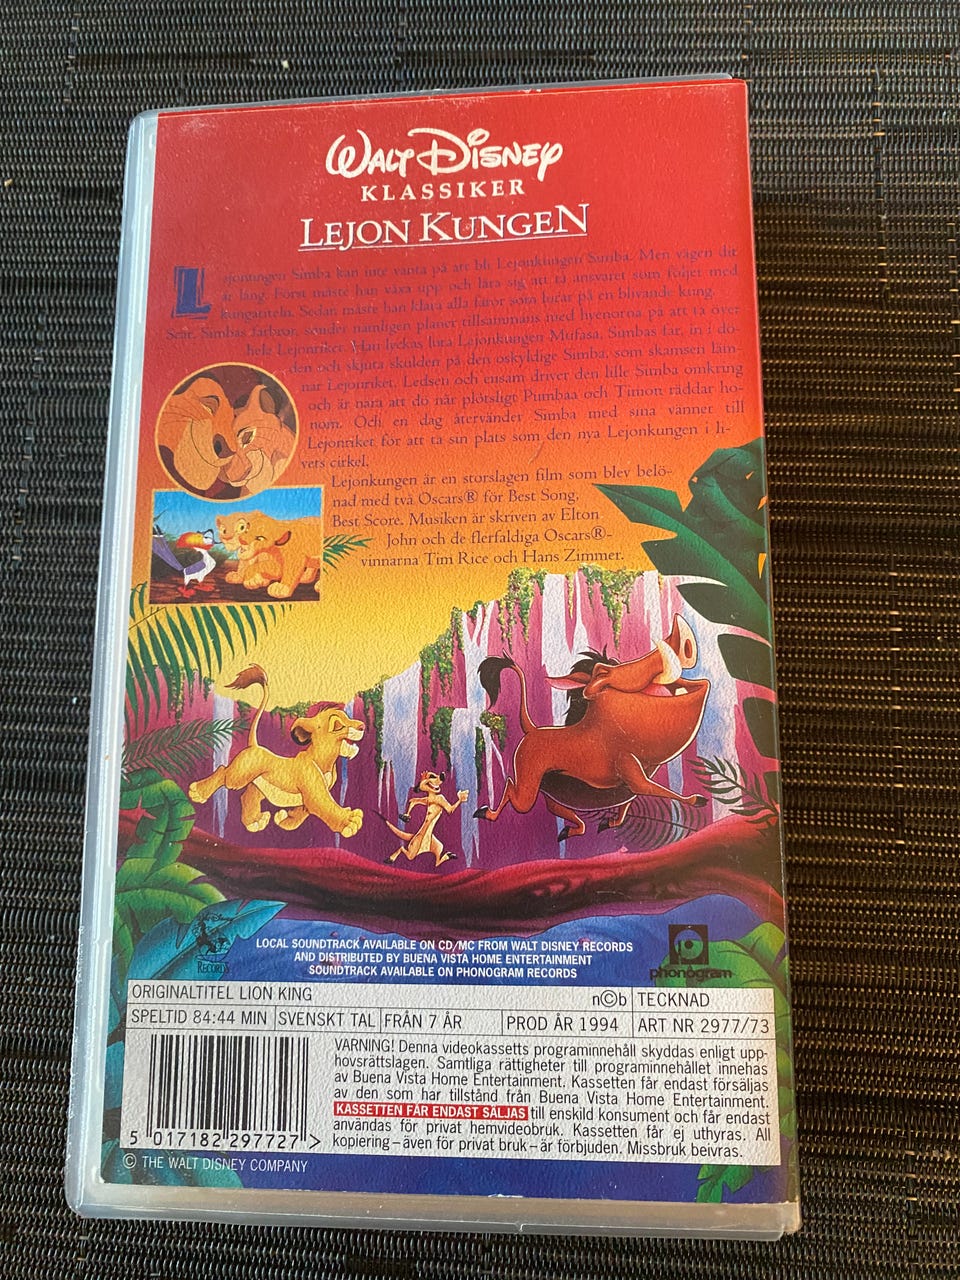 WALT DISNEY
KLASSIKER
LEJON KUNGEN
Lejonungen Simba kan inte vänta på att bli Lejonkungen Simba. Men vägen dit
är lång. Först måste han växa upp och lära sig att ta ansvaret som följer med
kungatiteln. Sedan måste han klara alla faror som lurar på en blivande kung.
Scar, Simbas farbror, smider nämligen planer tillsammans med hyenorna på att ta över
hela Lejonriket. Han lyckas lura Lejonkungen Mufasa, Simbas far, in i dö-
den och skjuta skulden på den oskyldige Simba, som skamsen läm-
nar Lejonriket. Ledsen och ensam driver den lille Simba omkring
och är nära att dö när plötsligt Pumbaa och Timon räddar ho-
nom. Och en dag återvänder Simba med sina vänner till
Lejonriket för att ta sin plats som den nya Lejonkungen i li-
vets cirkel.
Lejonkungen är en storslagen film som blev belö-
nad med två Oscars® för Best Song,
Best Score. Musiken är skriven av Elton
John och de flerfaldiga Oscars®-
vinnarna Tim Rice och Hans Zimmer.
Walt Disney
RECORDS
LOCAL SOUNDTRACK AVAILABLE ON CD/MC FROM WALT DISNEY RECORDS
AND DISTRIBUTED BY BUENA VISTA HOME ENTERTAINMENT
SOUNDTRACK AVAILABLE ON PHONOGRAM RECORDS
phonogram
ORIGINALTITEL LION KING n©b TECKNAD
SPELTID 84:44 MIN SVENSKT TAL FRÅN 7 ÅR PROD ÅR 1994 ART NR 2977/73
VARNING! Denna videokassetts programinnehåll skyddas enligt upp-
hovsrättslagen. Samtliga rättigheter till programinnehållet innehas
av Buena Vista Home Entertainment. Kassetten får endast försäljas
av den som har tillstånd från Buena Vista Home Entertainment.
KASSETTEN FÅR ENDAST SÄLJAS till enskild konsument och får endast
användas för privat hemvideobruk. Kassetten får ej uthyras. All
kopiering – även för privat bruk – är förbjuden. Missbruk beivras.
5 017182 297727 >
© THE WALT DISNEY COMPANY